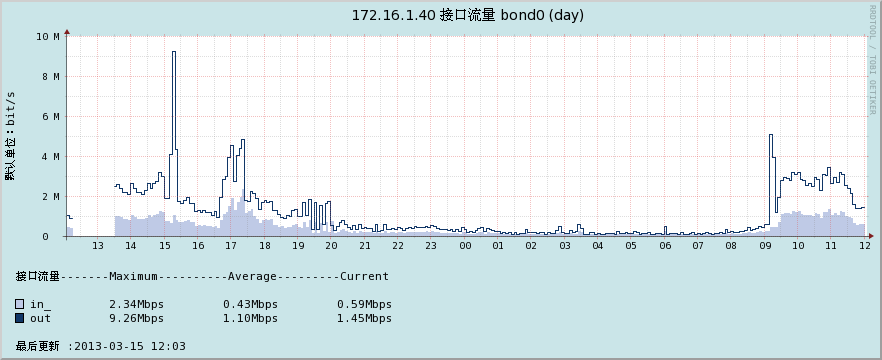 172.16.1.40 接口流量 bond0 (day)
RRDTOOL / TOBI OETIKER
默认单位：bit/s
10 M
8 M
6 M
4 M
2 M
0
13 14 15 16 17 18 19 20 21 22 23 00 01 02 03 04 05 06 07 08 09 10 11 12
接口流量-------Maximum----------Average---------Current
in_ 2.34Mbps 0.43Mbps 0.59Mbps
out 9.26Mbps 1.10Mbps 1.45Mbps
最后更新 :2013-03-15 12:03